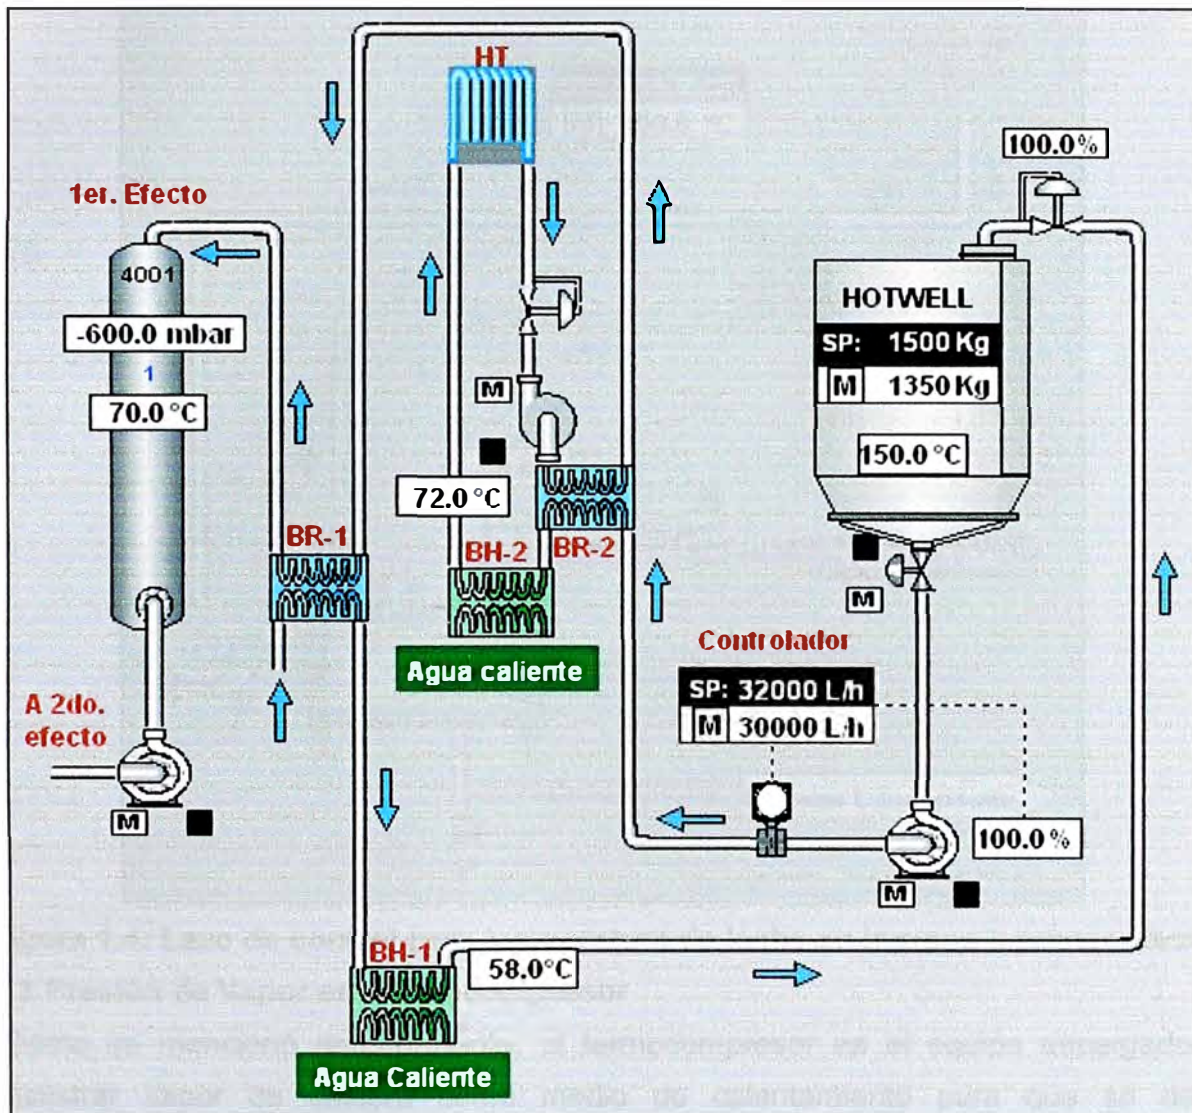 HT
100.0 %
1er. Efecto
4001
-600.0 mbar
1
70.0 °C
HOTWELL
SP: 1500 Kg
M 1350 Kg
150.0 °C
M
72.0 °C
BR-1
BH-2
BR-2
M
Agua caliente
Controlador
SP: 32000 L/h
M 30000 L/h
A 2do.
efecto
M
100.0 %
M
BH-1
58.0°C
Agua Caliente